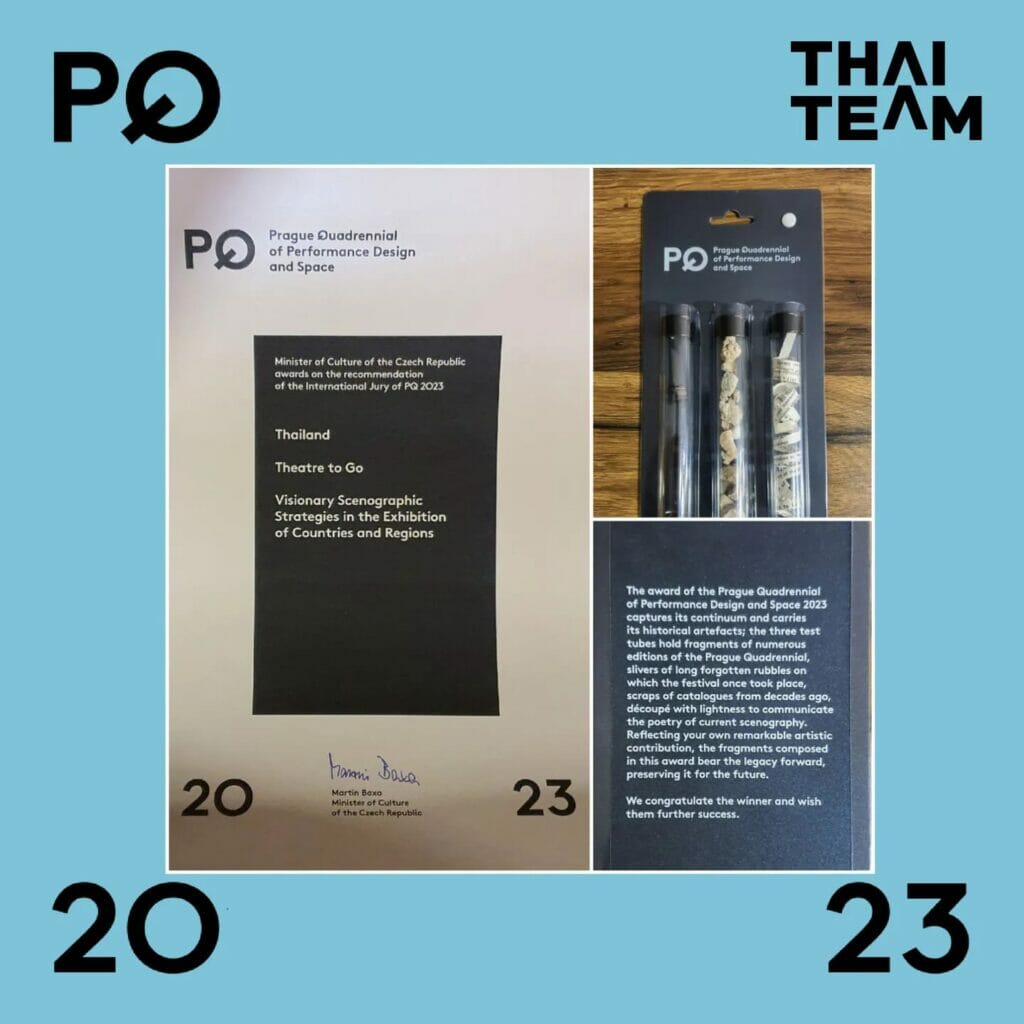 PQ
THAI
TEAM
PQ
Prague Quadrennial
of Performance Design
and Space
Minister of Culture of the Czech Republic
awards on the recommendation
of the International Jury of PQ 2023
Thailand
Theatre to Go
Visionary Scenographic
Strategies in the Exhibition
of Countries and Regions
Martin Baxa
Martin Baxa
Minister of Culture
of the Czech Republic
20
23
PQ
Prague Quadrennial
of Performance Design
and Space
The award of the Prague Quadrennial
of Performance Design and Space 2023
captures its continuum and carries
its historical artefacts; the three test
tubes hold fragments of numerous
editions of the Prague Quadrennial,
slivers of long forgotten rubbles on
which the festival once took place,
scraps of catalogues from decades ago,
découpé with lightness to communicate
the poetry of current scenography.
Reflecting your own remarkable artistic
contribution, the fragments composed
in this award bear the legacy forward,
preserving it for the future.
We congratulate the winner and wish
them further success.
20
23